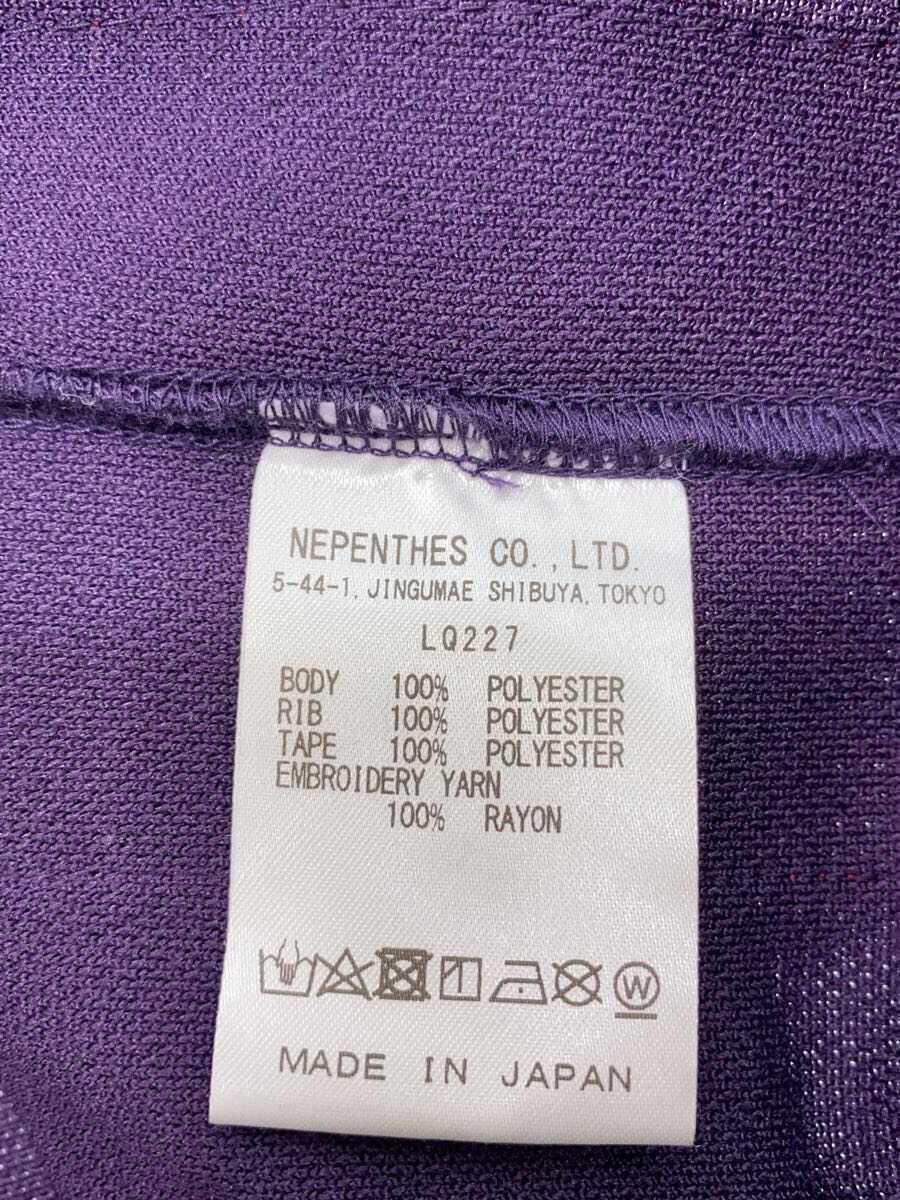 NEPENTHES CO.,LTD.
5-44-1, JINGUMAE SHIBUYA, TOKYO
LQ227
BODY 100% POLYESTER
RIB 100% POLYESTER
TAPE 100% POLYESTER
EMBROIDERY YARN
100% RAYON
W
MADE IN JAPAN